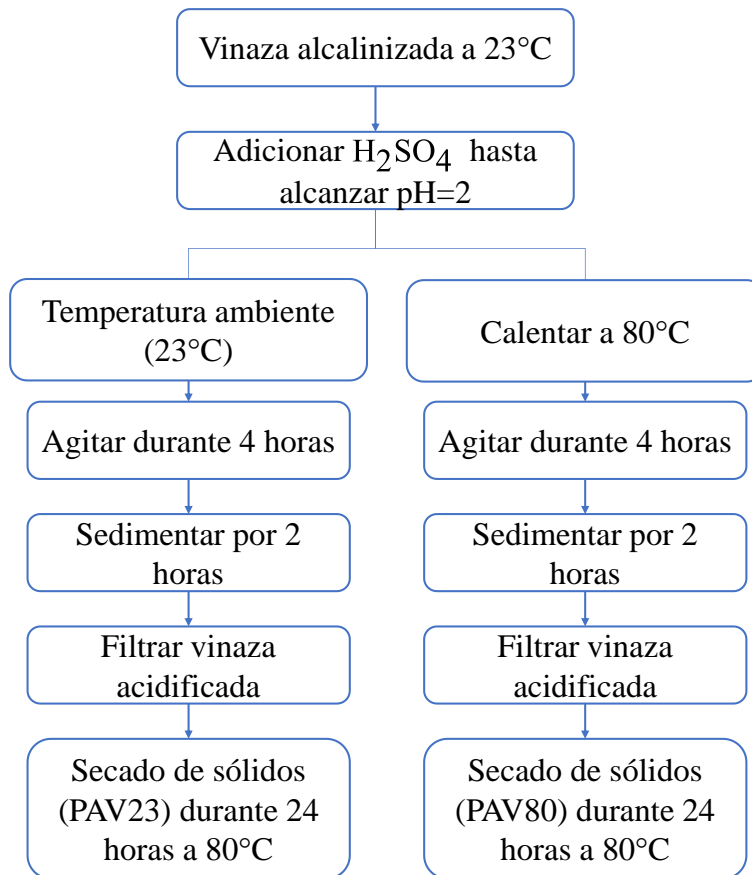 Vinaza alcalinizada a 23°C
Adicionar H₂SO₄ hasta
alcanzar pH=2
Temperatura ambiente
(23°C)
Agitar durante 4 horas
Sedimentar por 2
horas
Filtrar vinaza
acidificada
Secado de sólidos
(PAV23) durante 24
horas a 80°C
Calentar a 80°C
Agitar durante 4 horas
Sedimentar por 2
horas
Filtrar vinaza
acidificada
Secado de sólidos
(PAV80) durante 24
horas a 80°C